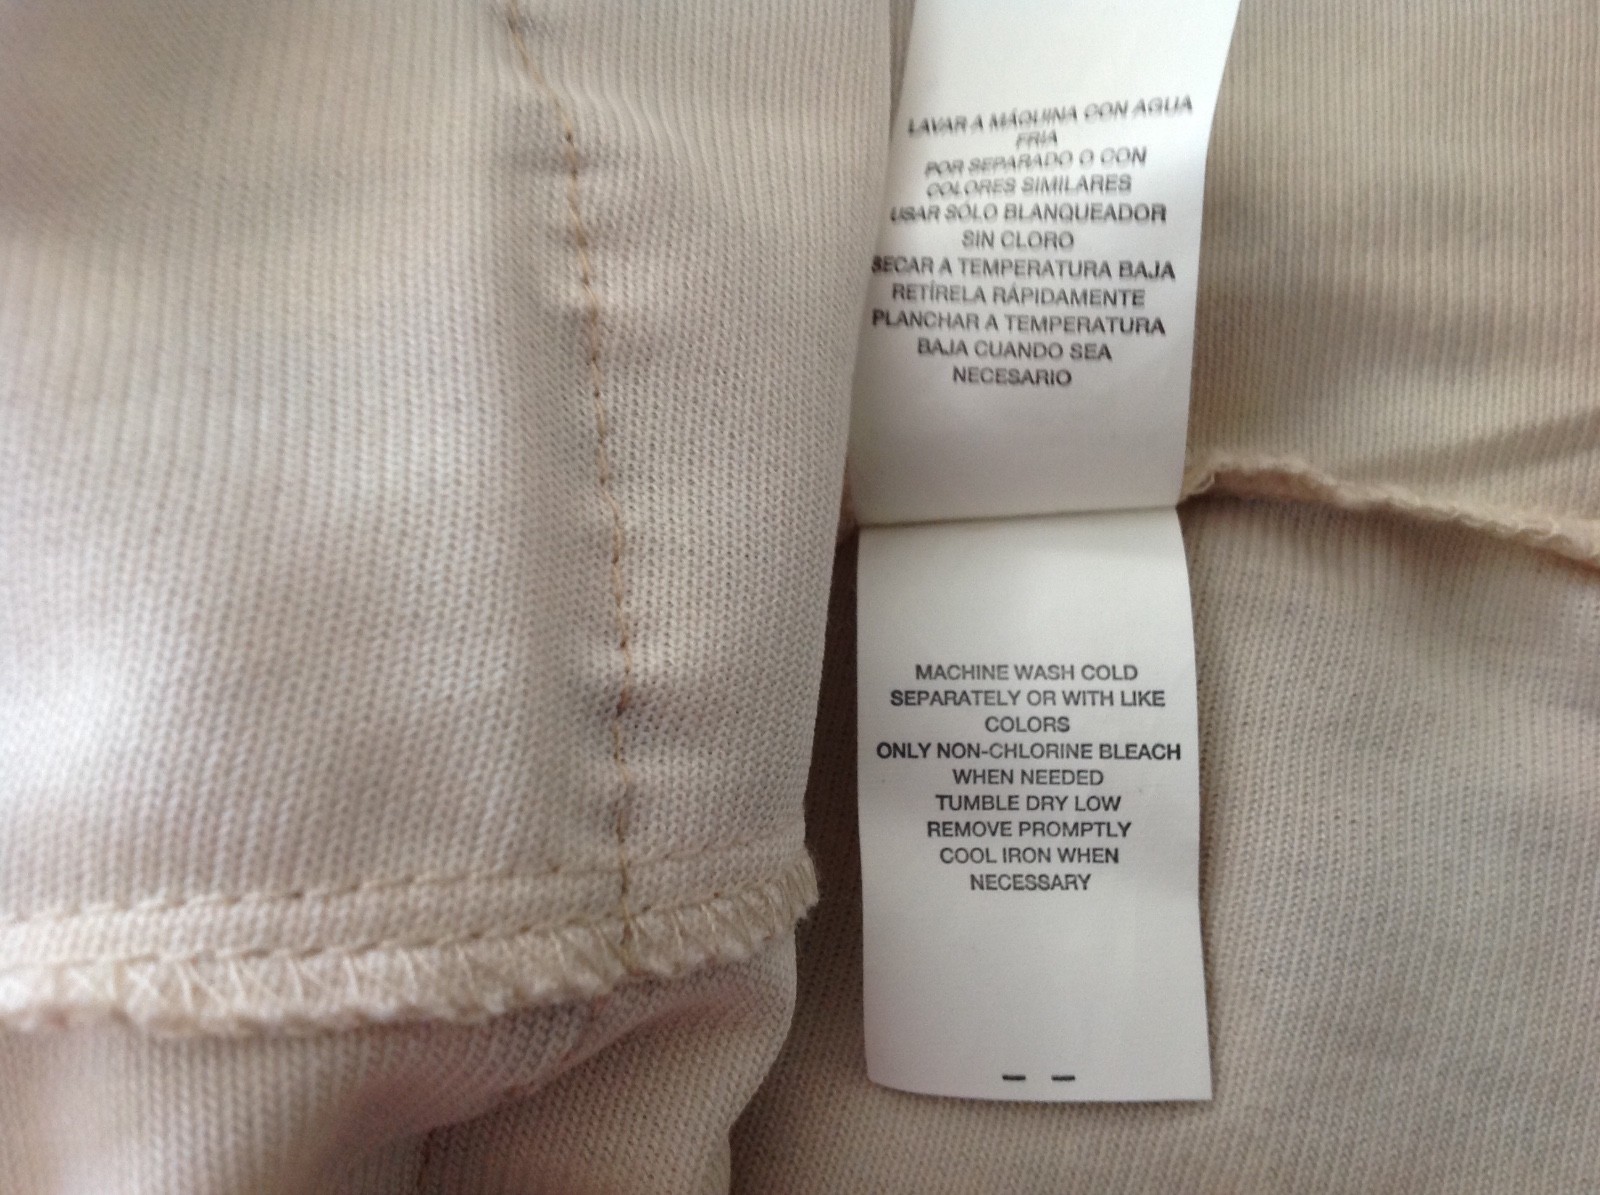 LAVAR A MÁQUINA CON AGUA
FRIA
POR SEPARADO O CON
COLORES SIMILARES
USAR SÓLO BLANQUEADOR
SIN CLORO
SECAR A TEMPERATURA BAJA
RETÍRELA RÁPIDAMENTE
PLANCHAR A TEMPERATURA
BAJA CUANDO SEA
NECESARIO
MACHINE WASH COLD
SEPARATELY OR WITH LIKE
COLORS
ONLY NON-CHLORINE BLEACH
WHEN NEEDED
TUMBLE DRY LOW
REMOVE PROMPTLY
COOL IRON WHEN
NECESSARY